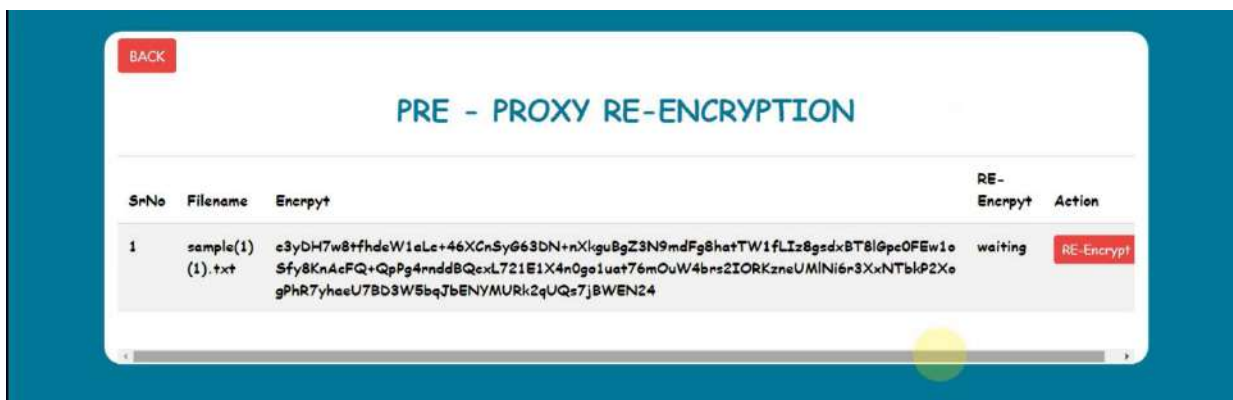 BACK
PRE - PROXY RE-ENCRYPTION
SrNo Filename Encrpyt RE-
Encrpyt Action
1 sample(1)
(1).txt c3yDH7w8tfhdeW1aLc+46XCnSyG63DN+nXkguBgZ3N9mdFg8hatTW1fLIz8gsdxBT8lGpc0FEw1o
Sfy8KnAcFQ+QpPg4rnddBQcxL721E1X4n0go1uat76mOuW4brs2IORKzneUMlNi6r3XxNTbkP2Xo
gPhR7yhaeU7BD3W5bqJbENYMURk2qUQs7jBWEN24
waiting RE-Encrypt